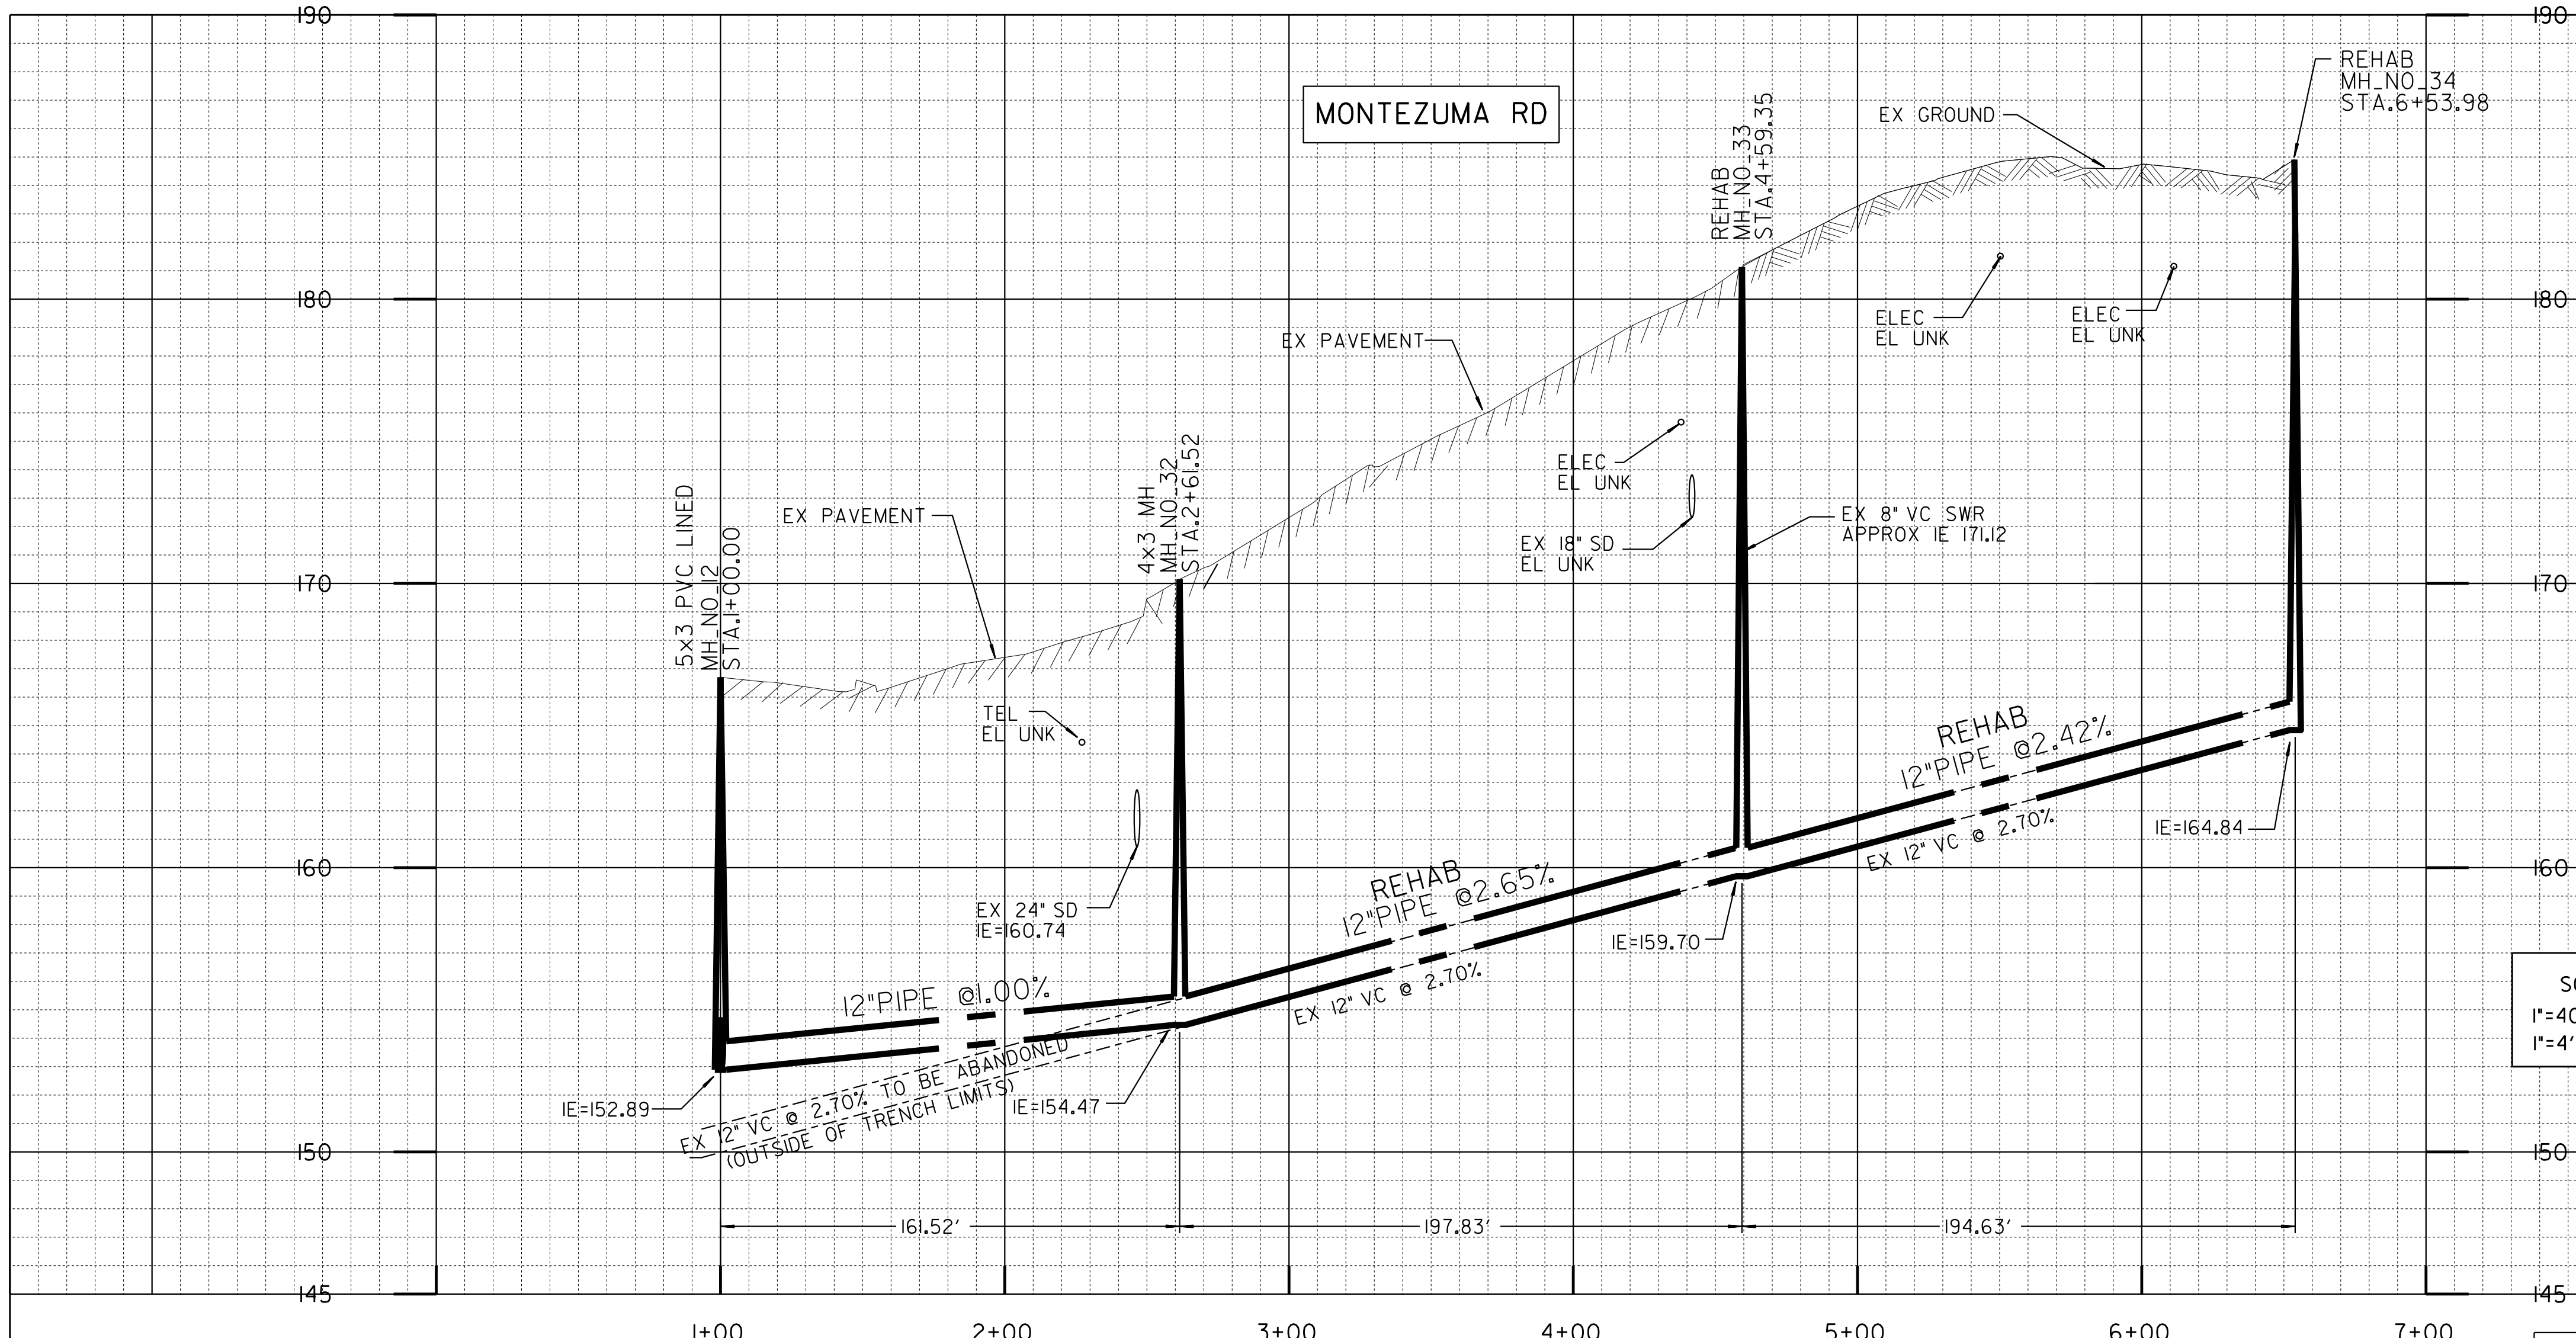 190
190
REHAB
MH_NO_34
STA.6+53.98
MONTEZUMA RD
EX GROUND
REHAB
MH_NO_33
STA.4+59.35
180
180
ELEC
EL UNK
ELEC
EL UNK
EX PAVEMENT
ELEC
EL UNK
EX 18" SD
EL UNK
EX 8" VC SWR
APPROX IE 171.12
4x3 MH
MH_NO_32
STA.2+61.52
5x3 PVC LINED
MH_NO_12
STA.1+00.00
EX PAVEMENT
170
170
TEL
EL UNK
REHAB
12"PIPE @2.42%
EX 12" VC @ 2.70%
IE=164.84
160
160
EX 24" SD
IE=160.74
REHAB
12"PIPE @2.65%
EX 12" VC @ 2.70%
IE=159.70
12"PIPE @1.00%
1"=40
1"=4'
IE=152.89
EX 12" VC @ 2.70% TO BE ABANDONED
(OUTSIDE OF TRENCH LIMITS)
IE=154.47
150
150
161.52'
197.83'
194.63'
145
145
1+00
2+00
3+00
4+00
5+00
6+00
7+00